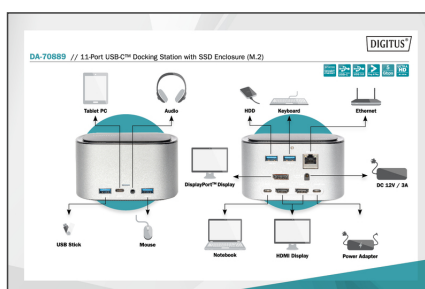 DIGITUS®
DA-70889 // 11-Port USB-C™ Docking Station with SSD Enclosure (M.2)
Tablet PC
Audio
HDD
Keyboard
Ethernet
DisplayPort™ Display
DC 12V / 3A
USB Stick
Mouse
Notebook
HDMI Display
Power Adapter